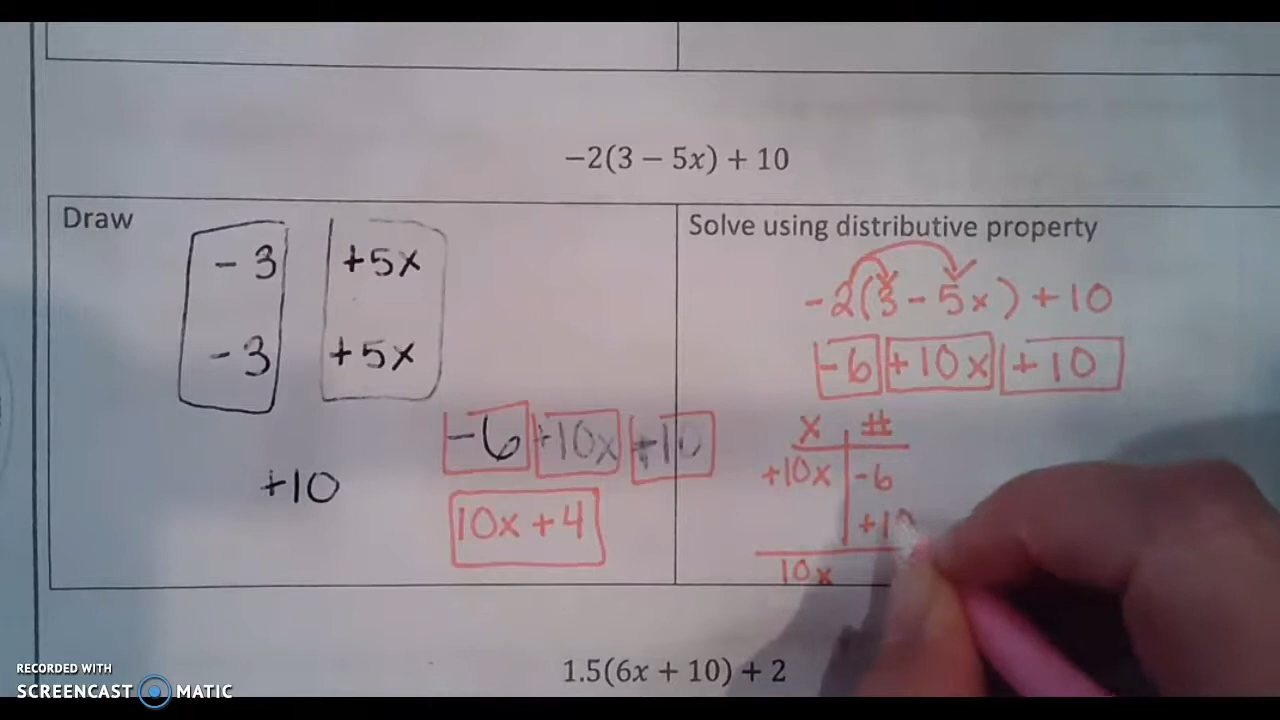 −2(3 − 5x) + 10
Draw
- 3 +5x
- 3 +5x
+10
-6 +10x +10
10x + 4
Solve using distributive property
-2(3 - 5x) + 10
-6 +10x +10
x #
+10x -6
+10
10x
1.5(6x + 10) + 2
RECORDED WITH
SCREENCAST MATIC